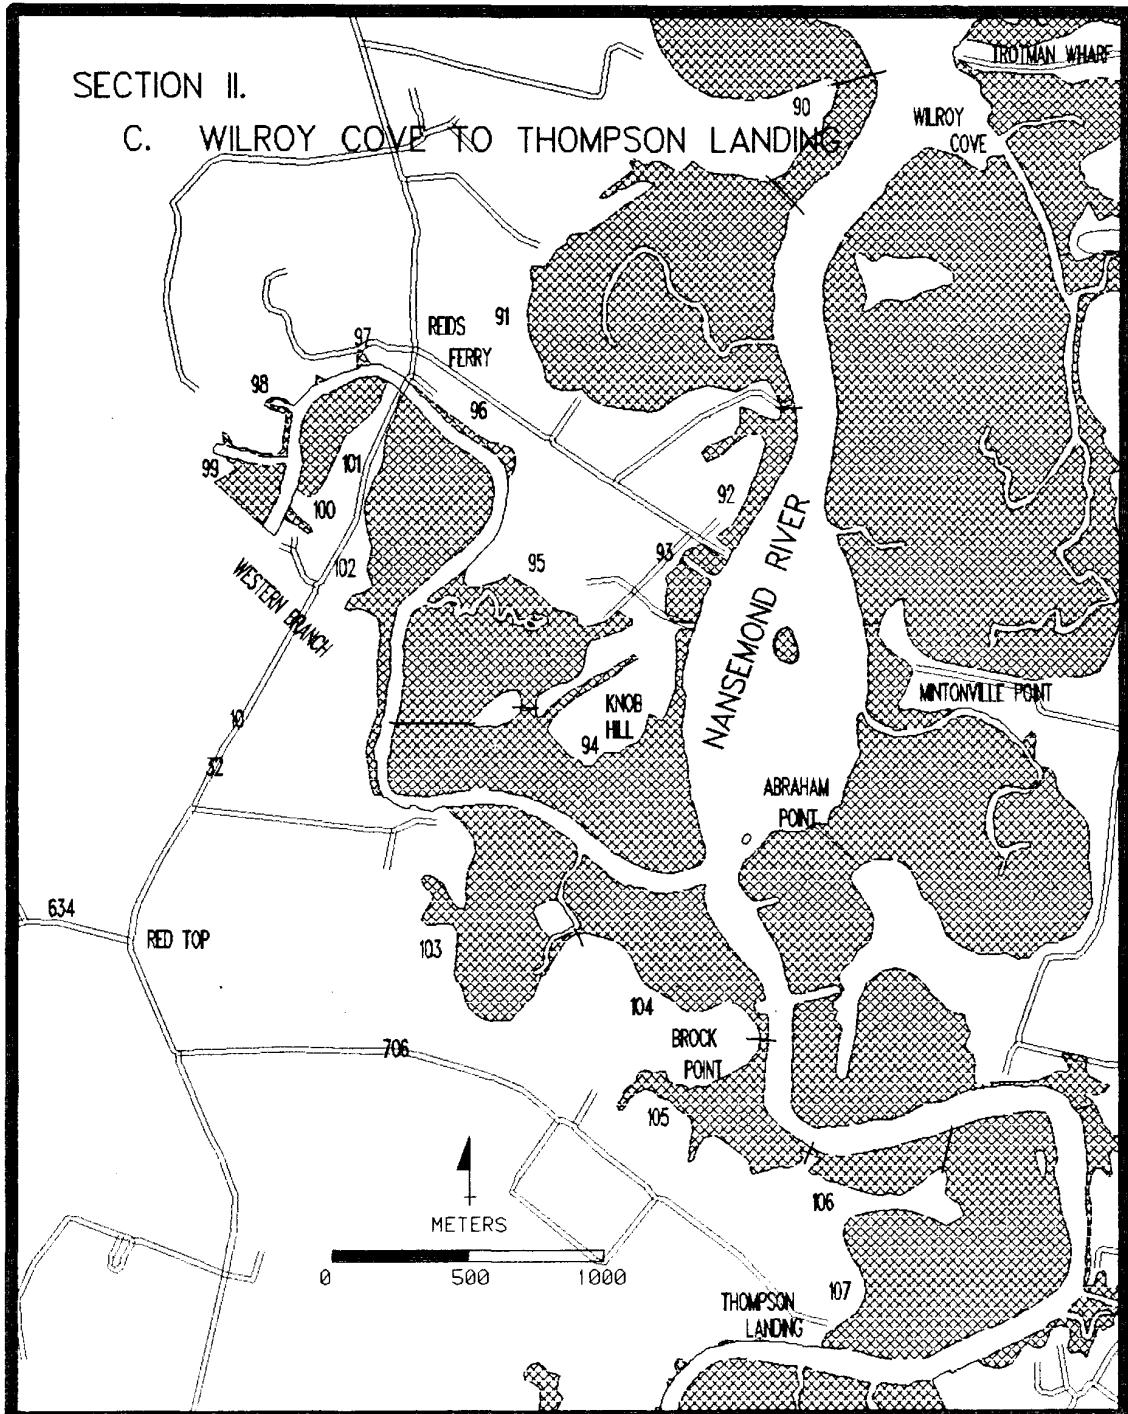 SECTION II.
C. WILROY COVE TO THOMPSON LANDING
TROTMAN WHARF
90
WILROY
COVE
91
REIDS
FERRY
97
98
96
99
101
100
92
102
93
95
WESTERN BRANCH
NANSEMOND RIVER
MINTONVILLE POINT
KNOB
HILL
94
10
32
ABRAHAM
POINT
634
RED TOP
103
104
BROCK
POINT
706
105
106
METERS
0 500 1000
107
THOMPSON
LANDING